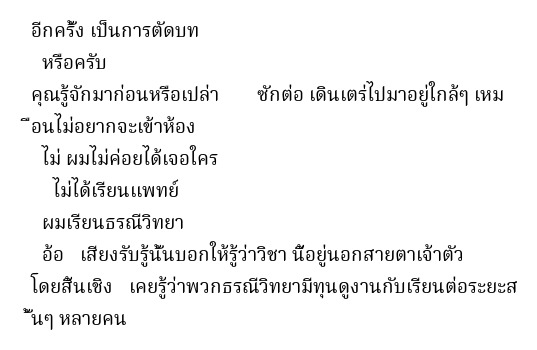 อีกครั้ง เป็นการตัดบท
หรือครับ
คุณรู้จักมาก่อนหรือเปล่า ซักต่อ เดินเตร่ไปมาอยู่ใกล้ๆ เหม
ือนไม่อยากจะเข้าห้อง
ไม่ ผมไม่ค่อยได้เจอใคร
ไม่ได้เรียนแพทย์
ผมเรียนธรณีวิทยา
อ้อ เสียงรับรู้นั้นบอกให้รู้ว่าวิชา นี้อยู่นอกสายตาเจ้าตัว
โดยสิ้นเชิง เคยรู้ว่าพวกธรณีวิทยามีทุนดูงานกับเรียนต่อระยะส
ั้นๆ หลายคน